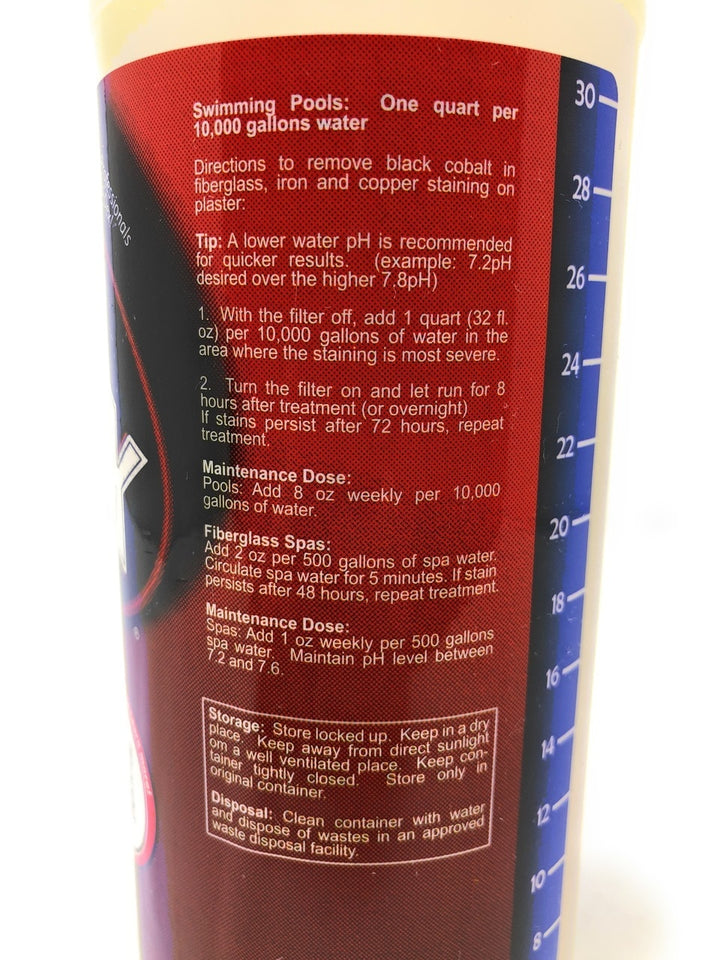 Swimming Pools: One quart per
10,000 gallons water
Directions to remove black cobalt in
fiberglass, iron and copper staining on
plaster:
Tip: A lower water pH is recommended
for quicker results. (example: 7.2pH
desired over the higher 7.8pH)
1. With the filter off, add 1 quart (32 fl.
oz) per 10,000 gallons of water in the
area where the staining is most severe.
2. Turn the filter on and let run for 8
hours after treatment (or overnight)
If stains persist after 72 hours, repeat
treatment.
Maintenance Dose:
Pools: Add 8 oz weekly per 10,000
gallons of water.
Fiberglass Spas:
Add 2 oz per 500 gallons of spa water.
Circulate spa water for 5 minutes. If stain
persists after 48 hours, repeat treatment.
Maintenance Dose:
Spas: Add 1 oz weekly per 500 gallons
spa water. Maintain pH level between
7.2 and 7.6
Storage: Store locked up. Keep in a dry
place. Keep away from direct sunlight
om a well ventilated place. Keep con-
tainer tightly closed. Store only in
original container.
Disposal: Clean container with water
and dispose of wastes in an approved
waste disposal facility.
30
28
26
24
22
20
18
16
14
12
10
8